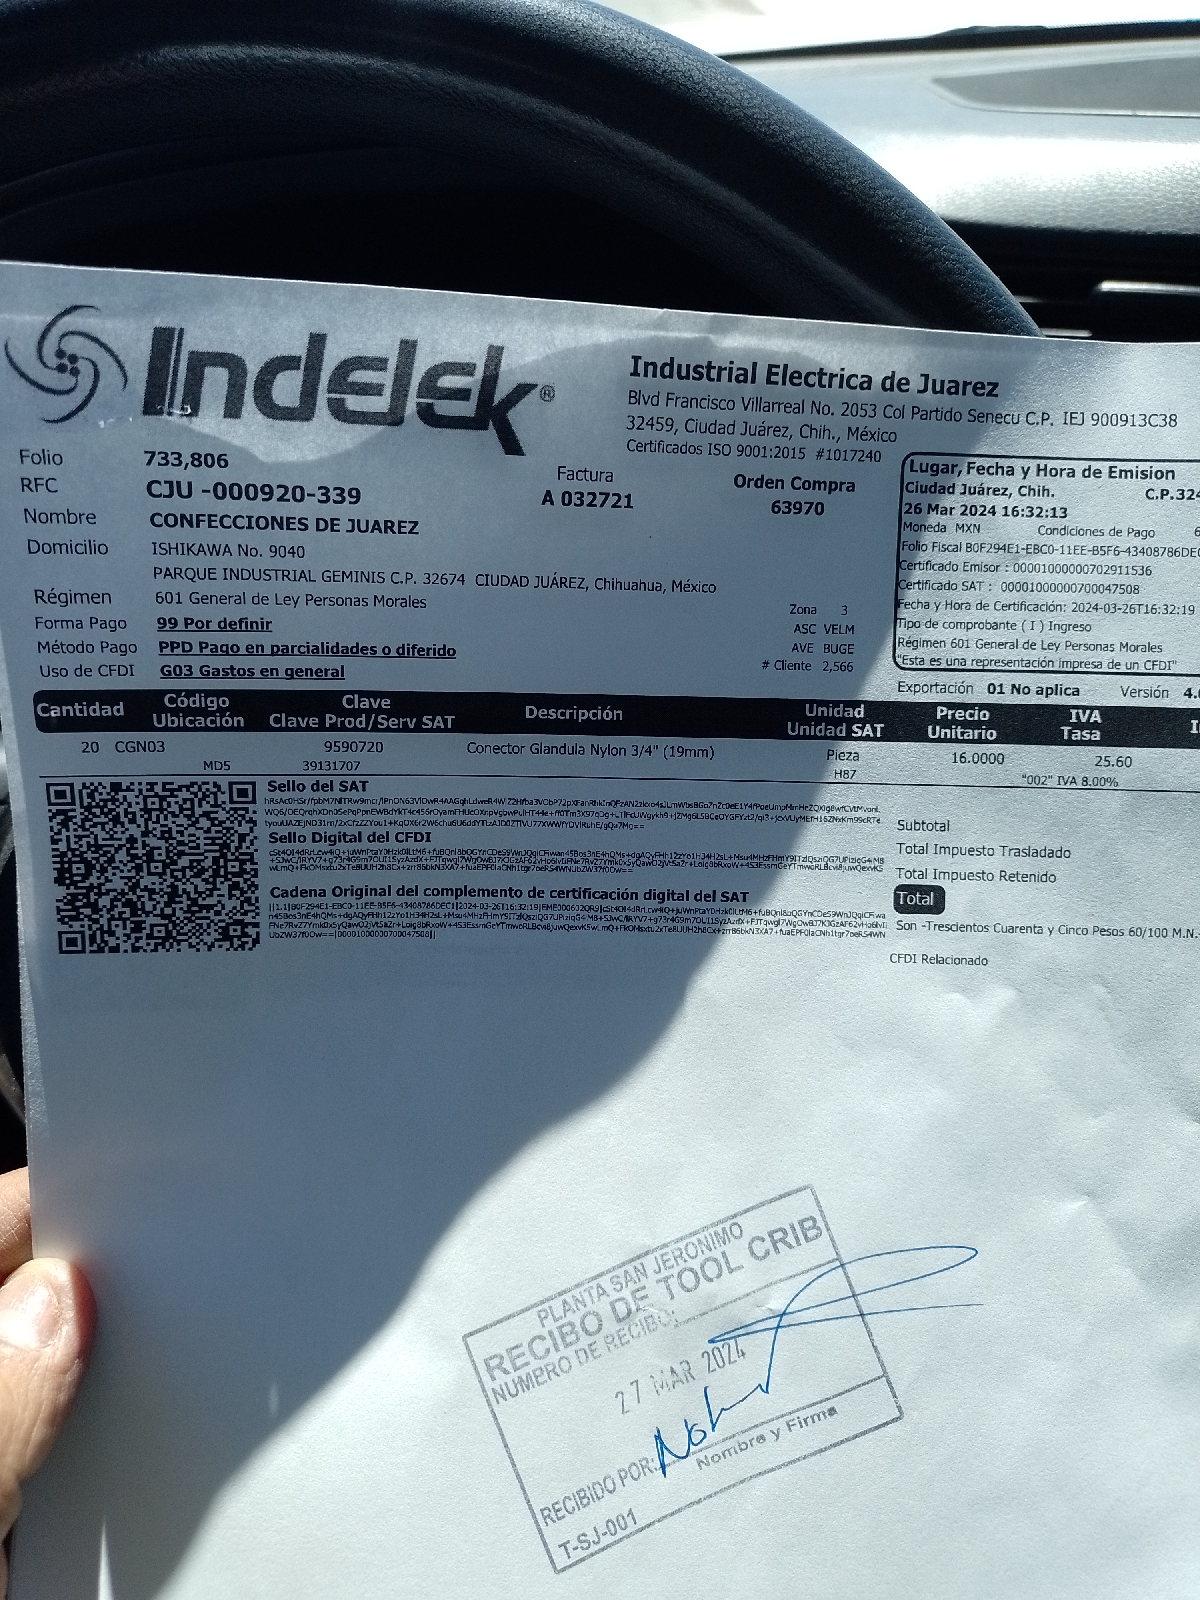 Indelek®
Industrial Electrica de Juarez
Blvd Francisco Villarreal No. 2053 Col Partido Senecu C.P. IEJ 900913C38
32459, Ciudad Juárez, Chih., México
Certificados ISO 9001:2015 #1017240
Folio 733,806
RFC CJU -000920-339
Nombre CONFECCIONES DE JUAREZ
Domicilio ISHIKAWA No. 9040
PARQUE INDUSTRIAL GEMINIS C.P. 32674 CIUDAD JUÁREZ, Chihuahua, México
Régimen 601 General de Ley Personas Morales
Forma Pago 99 Por definir
Método Pago PPD Pago en parcialidades o diferido
Uso de CFDI G03 Gastos en general
Factura
A 032721
Orden Compra
63970
Zona 3
ASC VELM
AVE BUGE
# Cliente 2,566
Lugar, Fecha y Hora de Emision
Ciudad Juárez, Chih. C.P.324
26 Mar 2024 16:32:13
Moneda MXN Condiciones de Pago 6
Folio Fiscal B0F294E1-EBC0-11EE-B5F6-43408786DEC
Certificado Emisor : 00001000000702911536
Certificado SAT : 00001000000700047508
Fecha y Hora de Certificación: 2024-03-26T16:32:19
Tipo de comprobante ( I ) Ingreso
Régimen 601 General de Ley Personas Morales
"Esta es una representación impresa de un CFDI"
Exportación 01 No aplica Versión 4.
Cantidad Código Clave Descripción Unidad Precio IVA
Ubicación Clave Prod/Serv SAT Unidad SAT Unitario Tasa
20 CGN03 9590720 Conector Glandula Nylon 3/4" (19mm) Pieza 16.0000 25.60
MD5 39131707 H87 "002" IVA 8.00%
Sello del SAT
Sello Digital del CFDI
Cadena Original del complemento de certificación digital del SAT
Subtotal
Total Impuesto Trasladado
Total Impuesto Retenido
Total
Son -Trescientos Cuarenta y Cinco Pesos 60/100 M.N.-
CFDI Relacionado
PLANTA SAN JERONIMO
RECIBO DE TOOL CRIB
NUMERO DE RECIBO:
27 MAR 2024
RECIBIDO POR:
Nombre y Firma
T-SJ-001